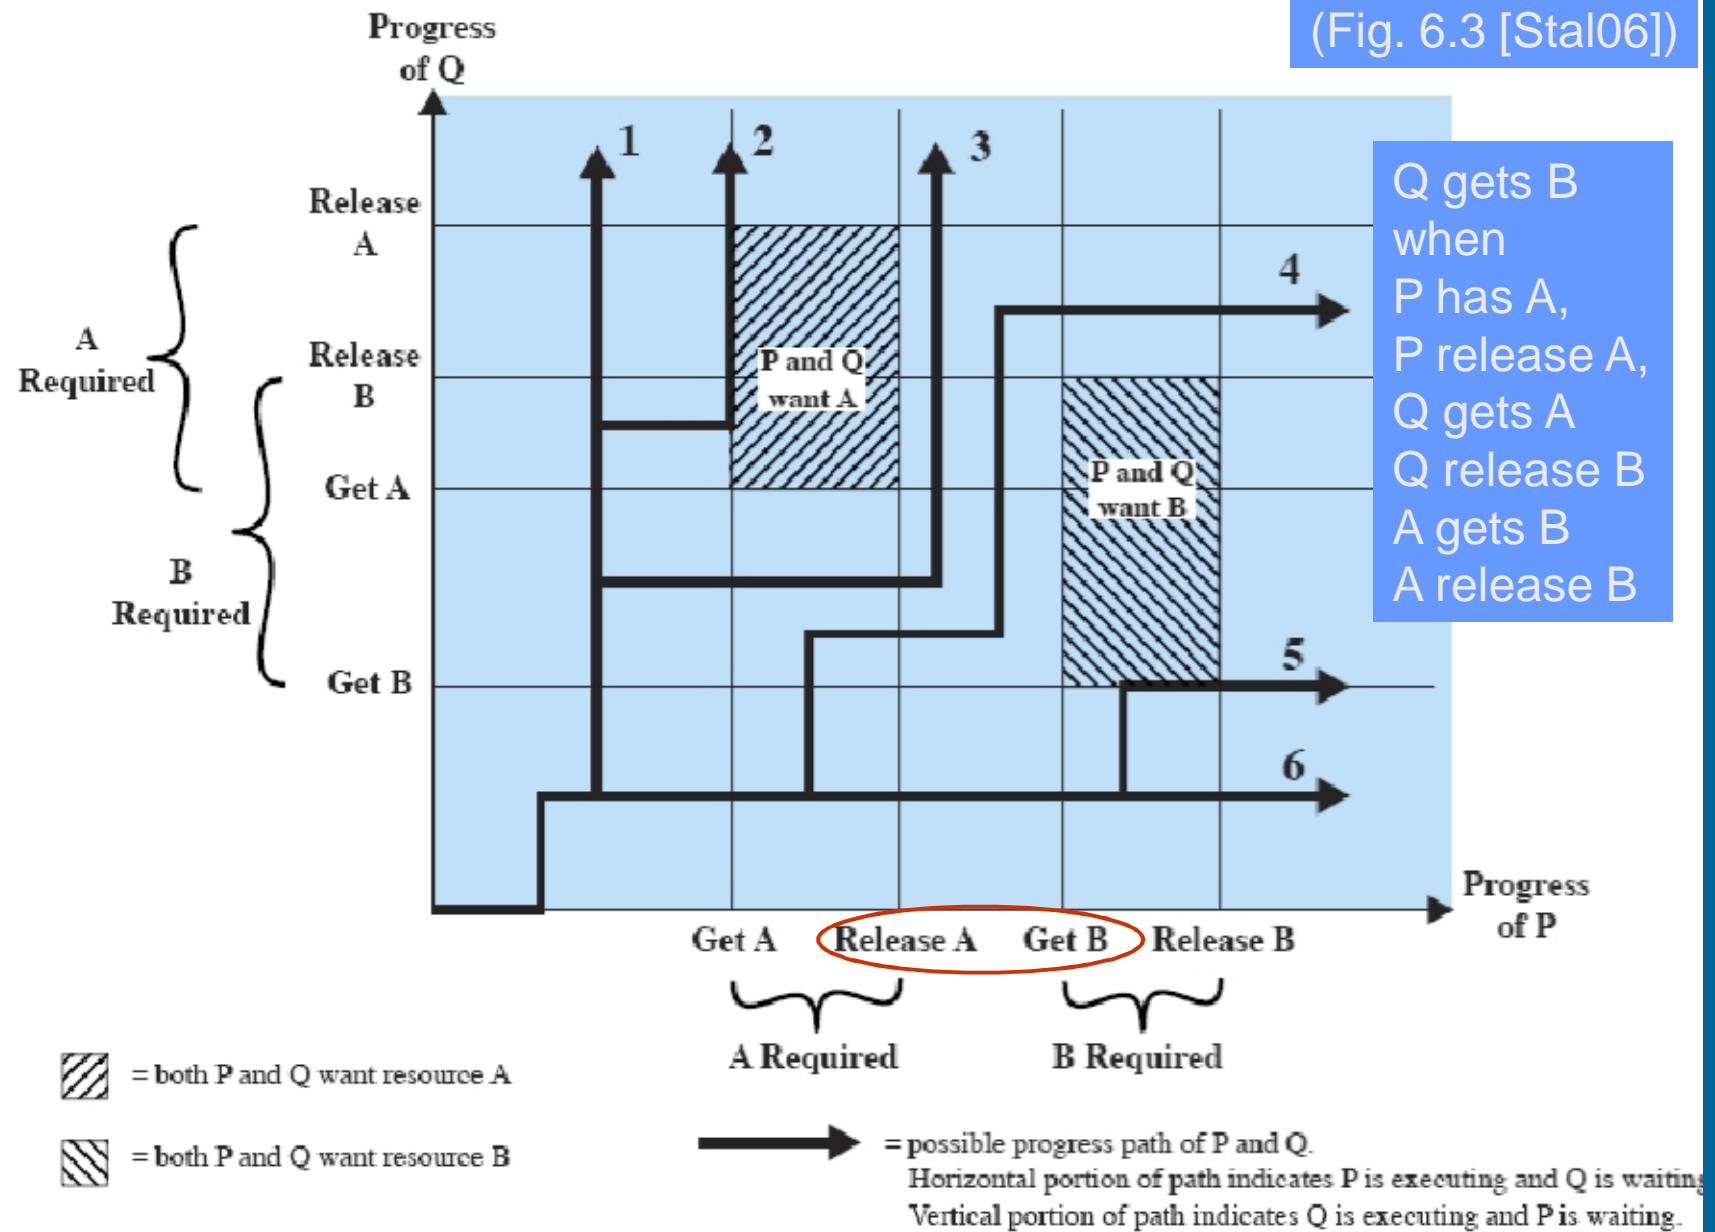 (Fig. 6.3 [Stal06])
Progress
of Q
1
2
3
4
5
6
Release
A
Release
B
Get A
Get B
A
Required
B
Required
P and Q
want A
P and Q
want B
Q gets B
when
P has A,
P release A,
Q gets A
Q release B
A gets B
A release B
Progress
of P
Get A
Release A
Get B
Release B
A Required
B Required
= both P and Q want resource A
= both P and Q want resource B
= possible progress path of P and Q.
Horizontal portion of path indicates P is executing and Q is waiting
Vertical portion of path indicates Q is executing and P is waiting.